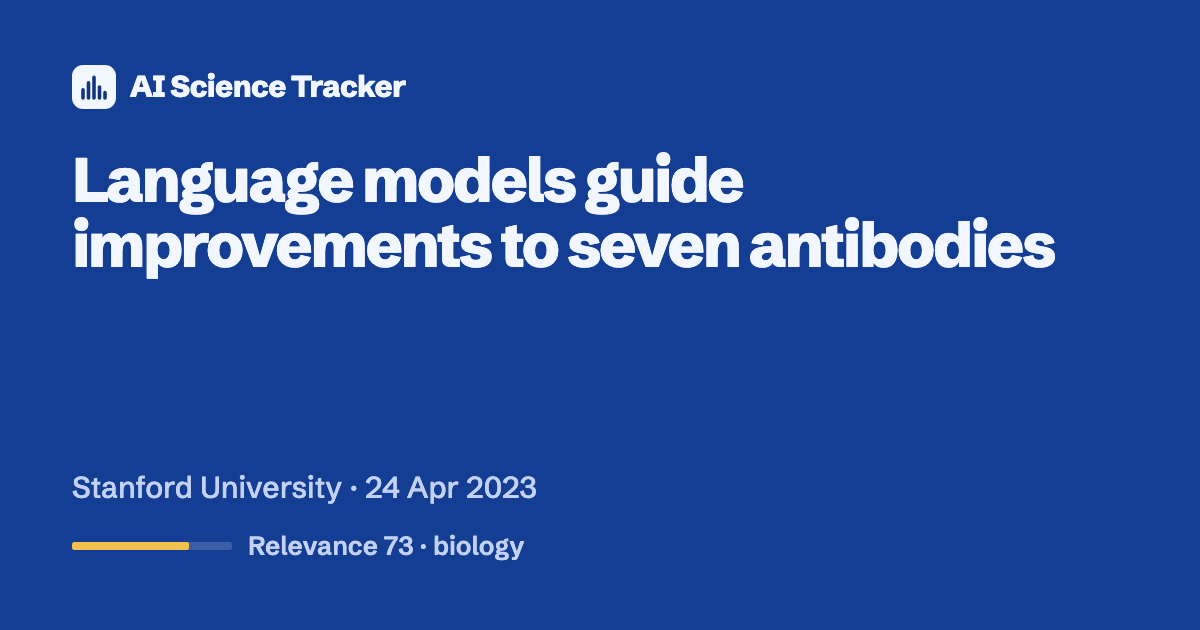 AI Science Tracker
Language models guide
improvements to seven antibodies
Stanford University · 24 Apr 2023
Relevance 73 · biology